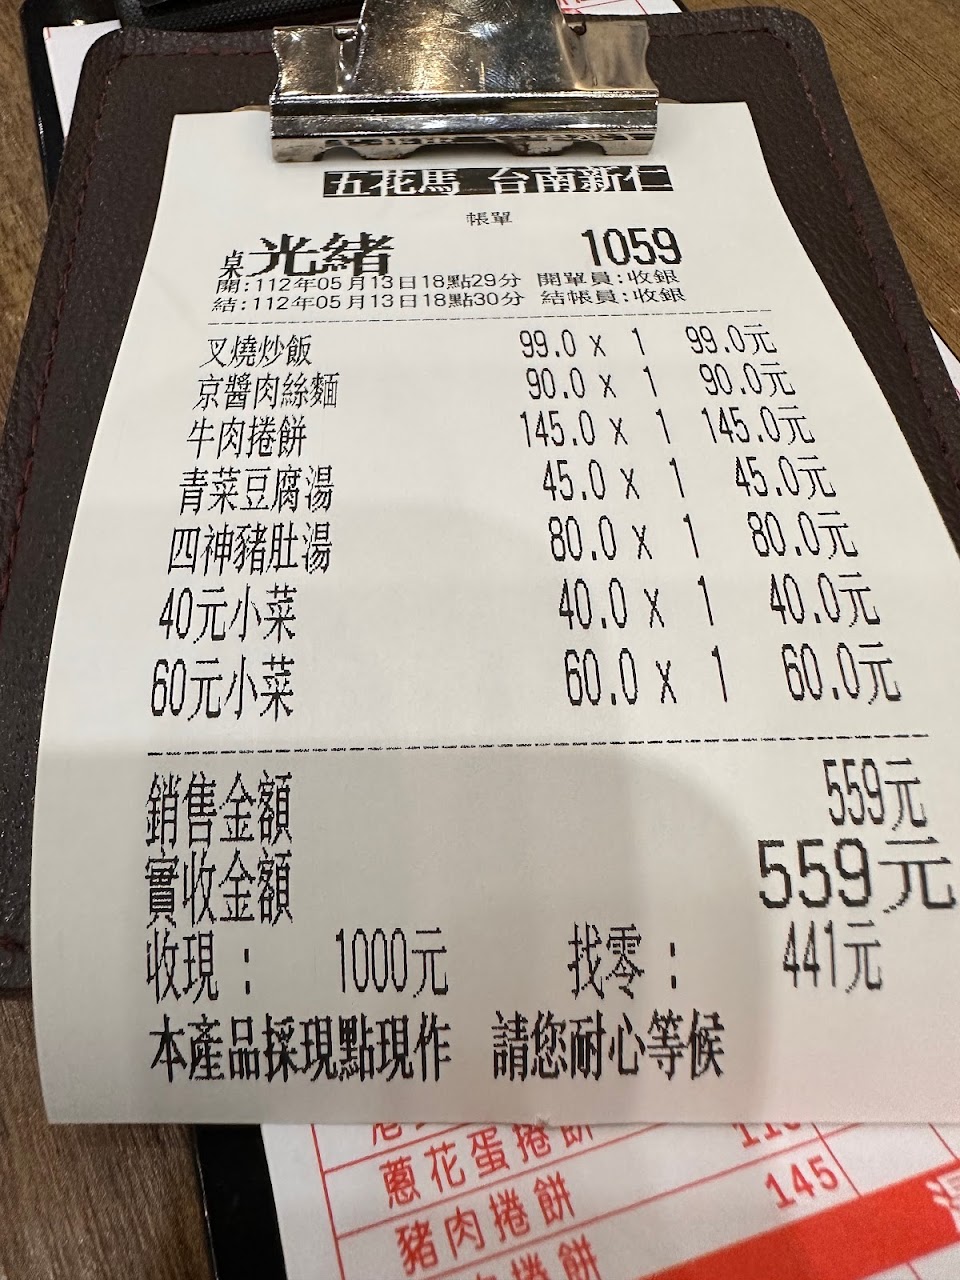 五花馬 台南新仁
帳單
桌光緒 1059
開:112年05月13日18點29分 開單員:收銀
結:112年05月13日18點30分 結帳員:收銀
叉燒炒飯 99.0 x 1 99.0元
京醬肉絲麵 90.0 x 1 90.0元
牛肉捲餅 145.0 x 1 145.0元
青菜豆腐湯 45.0 x 1 45.0元
四神豬肚湯 80.0 x 1 80.0元
40元小菜 40.0 x 1 40.0元
60元小菜 60.0 x 1 60.0元
銷售金額 559元
實收金額 559元
收現： 1000元 找零： 441元
本產品採現點現作 請您耐心等候
蔥花蛋捲餅
豬肉捲餅 145
捲餅